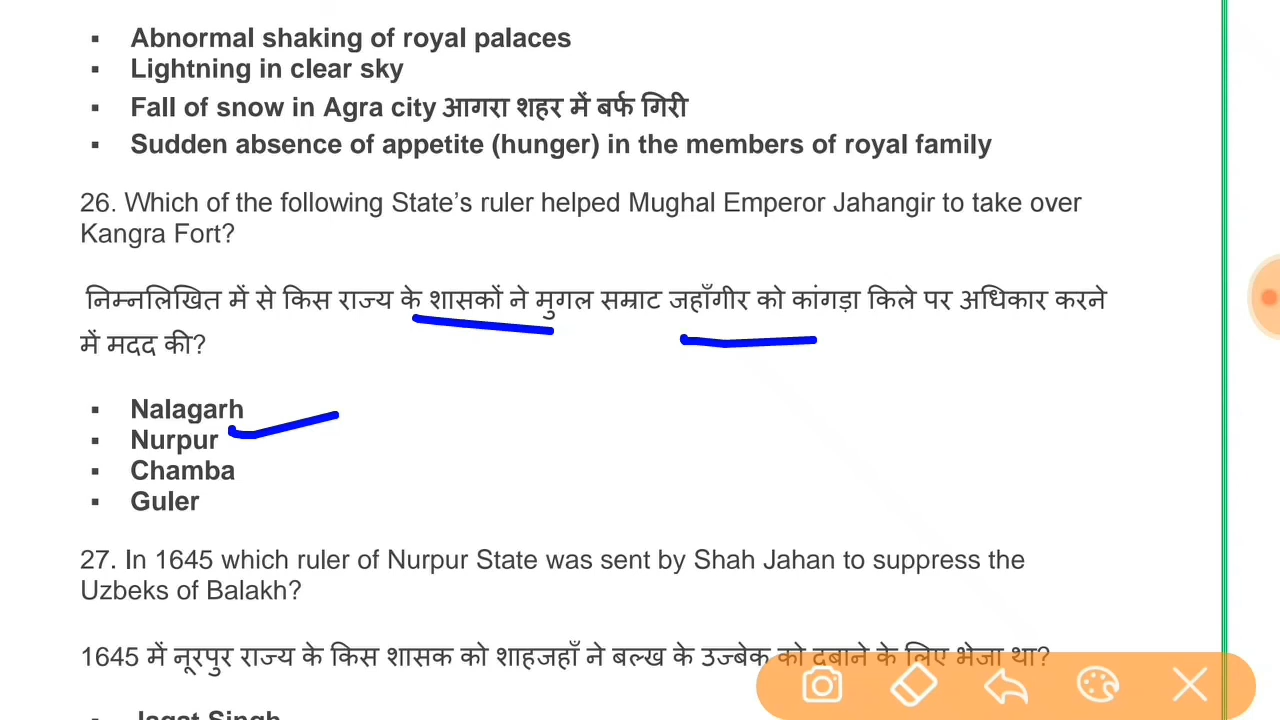 ▪ Abnormal shaking of royal palaces
▪ Lightning in clear sky
▪ Fall of snow in Agra city आगरा शहर में बर्फ गिरी
▪ Sudden absence of appetite (hunger) in the members of royal family
26. Which of the following State’s ruler helped Mughal Emperor Jahangir to take over
Kangra Fort?
निम्नलिखित में से किस राज्य के शासकों ने मुगल सम्राट जहाँगीर को कांगड़ा किले पर अधिकार करने
में मदद की?
▪ Nalagarh
▪ Nurpur
▪ Chamba
▪ Guler
27. In 1645 which ruler of Nurpur State was sent by Shah Jahan to suppress the
Uzbeks of Balakh?
1645 में नूरपुर राज्य के किस शासक को शाहजहाँ ने बल्ख के उज्बेक को दबाने के लिए भेजा था?
▪ Jagat Singh